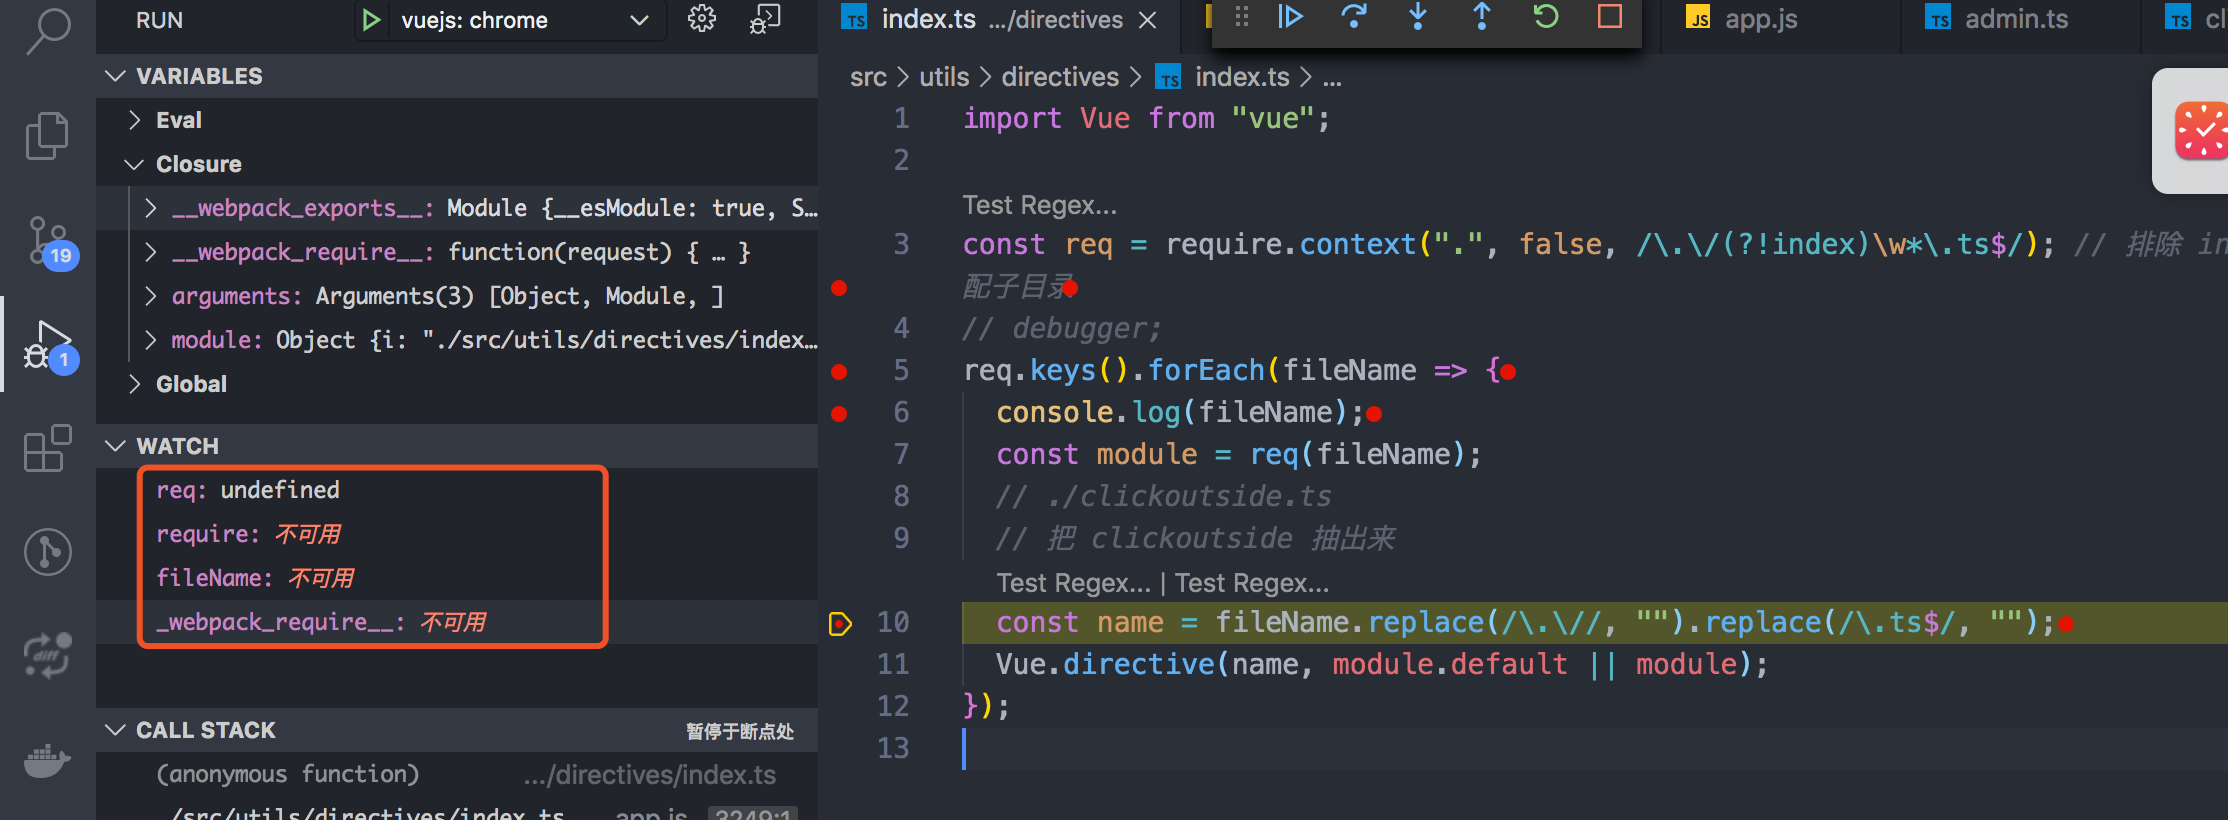 RUN
vuejs: chrome
VARIABLES
Eval
Closure
__webpack_exports__: Module {__esModule: true, S…
__webpack_require__: function(request) { … }
arguments: Arguments(3) [Object, Module, ]
module: Object {i: "./src/utils/directives/index…
Global
WATCH
req: undefined
require: 不可用
fileName: 不可用
_webpack_require__: 不可用
CALL STACK 暂停于断点处
(anonymous function) .../directives/index.ts
./src/utils/directives/index.ts app.js 3249:1
19
1
diff
TS index.ts .../directives
JS app.js
TS admin.ts
TS cl
src > utils > directives > TS index.ts > ...
1 import Vue from "vue";
2
Test Regex...
3 const req = require.context(".", false, /\.\/(?!index)\w*\.ts$/); // 排除 in
配子目录
4 // debugger;
5 req.keys().forEach(fileName => {
6 console.log(fileName);
7 const module = req(fileName);
8 // ./clickoutside.ts
9 // 把 clickoutside 抽出来
Test Regex... | Test Regex...
10 const name = fileName.replace(/\.\//, "").replace(/\.ts$/, "");
11 Vue.directive(name, module.default || module);
12 });
13